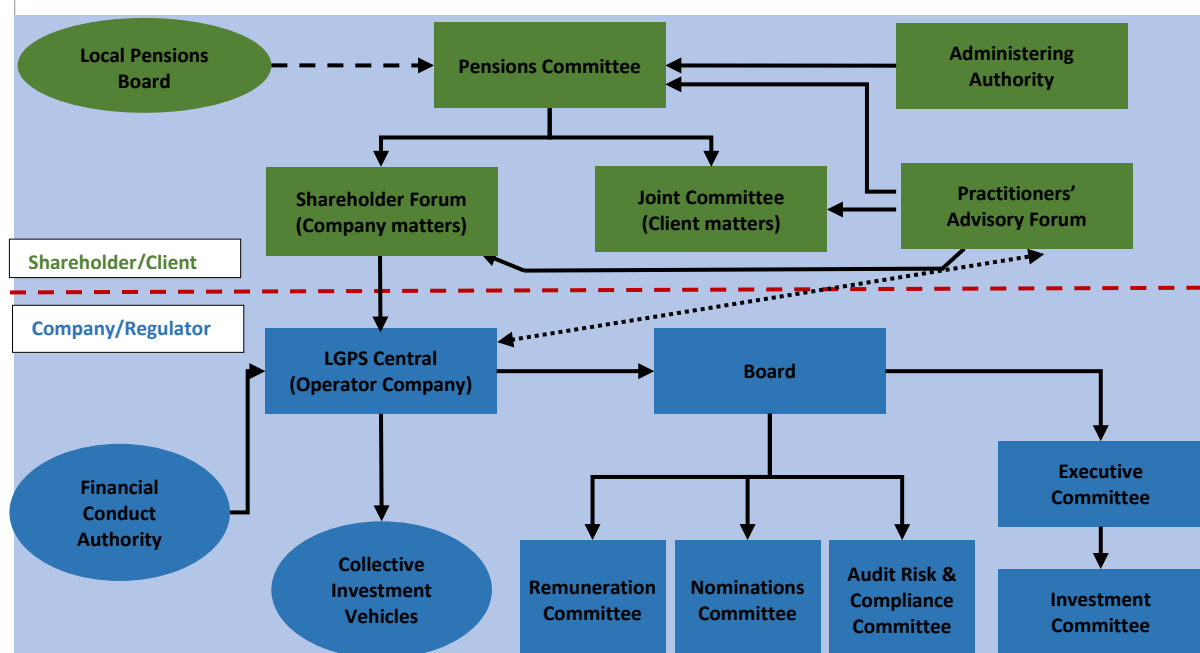 Local Pensions
Board
Pensions Committee
Administering
Authority
Shareholder Forum
(Company matters)
Joint Committee
(Client matters)
Practitioners’
Advisory Forum
Shareholder/Client
Company/Regulator
LGPS Central
(Operator Company)
Board
Financial
Conduct
Authority
Executive
Committee
Collective
Investment
Vehicles
Remuneration
Committee
Nominations
Committee
Audit Risk &
Compliance
Committee
Investment
Committee